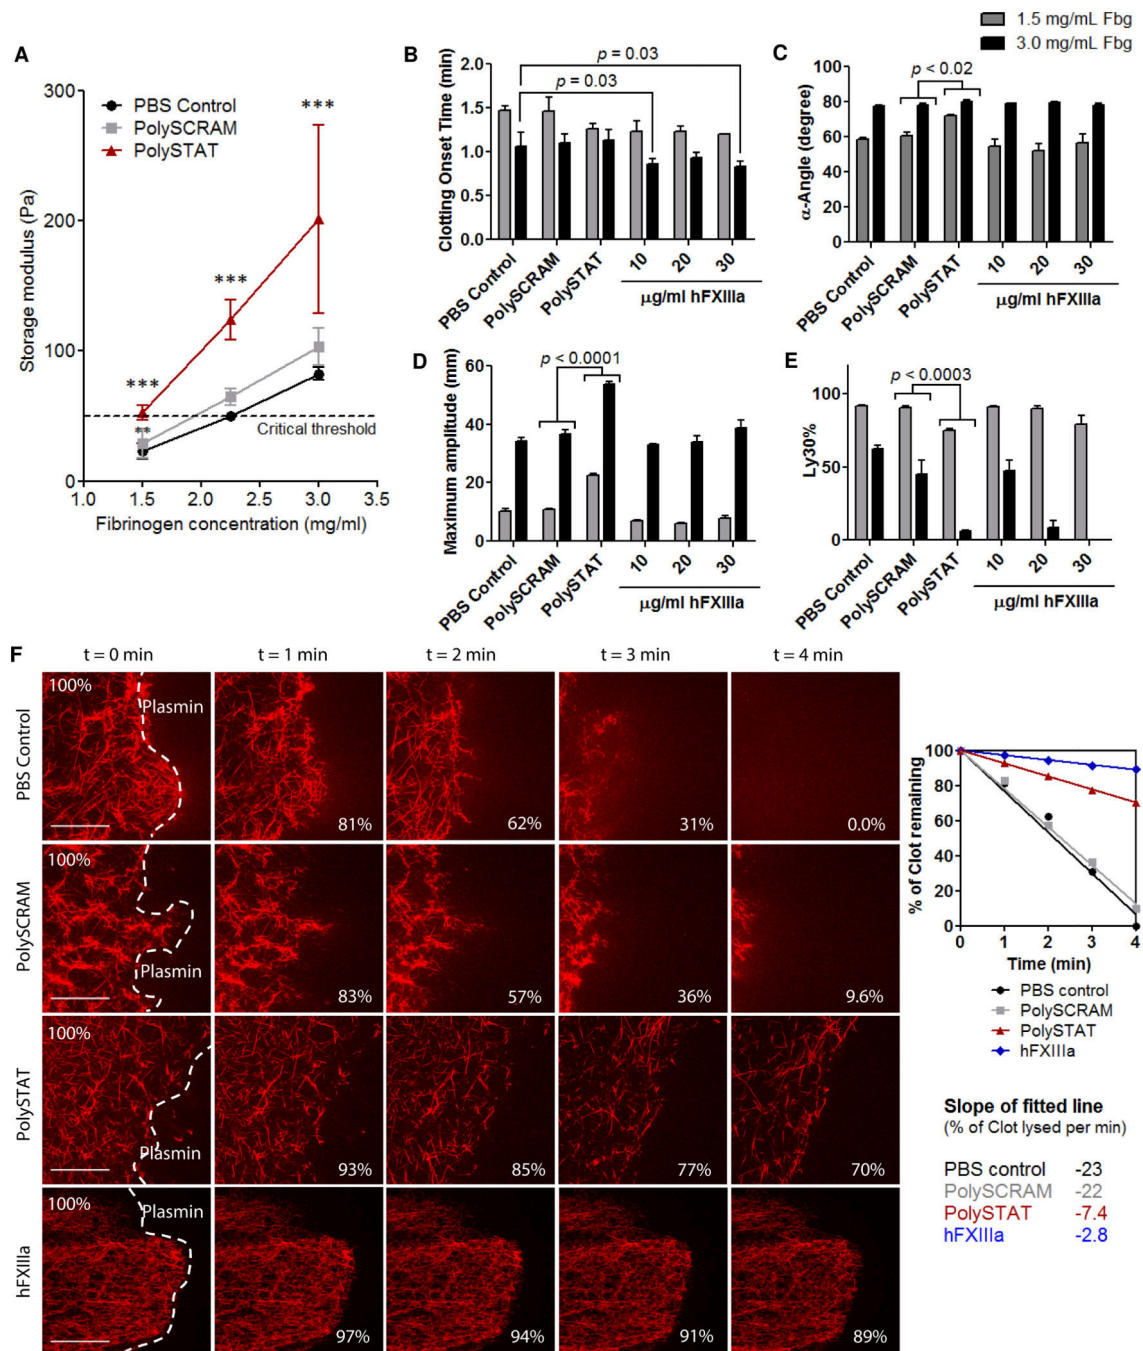 1.5 mg/mL Fbg
3.0 mg/mL Fbg
A
PBS Control
PolySCRAM
PolySTAT
***
***
***
**
Critical threshold
Storage modulus (Pa)
300
200
100
0
1.0 1.5 2.0 2.5 3.0 3.5
Fibrinogen concentration (mg/ml)
B
p = 0.03
p = 0.03
Clotting Onset Time (min)
2.0
1.5
1.0
0.5
0.0
PBS Control
PolySCRAM
PolySTAT
10 20 30
μg/ml hFXIIIa
C
p < 0.02
α-Angle (degree)
100
80
60
40
20
0
PBS Control
PolySCRAM
PolySTAT
10 20 30
μg/ml hFXIIIa
D
p < 0.0001
Maximum amplitude (mm)
60
40
20
0
PBS Control
PolySCRAM
PolySTAT
10 20 30
μg/ml hFXIIIa
E
p < 0.0003
Ly30%
100
50
0
PBS Control
PolySCRAM
PolySTAT
10 20 30
μg/ml hFXIIIa
F
t = 0 min t = 1 min t = 2 min t = 3 min t = 4 min
PBS Control
100%
Plasmin
81% 62% 31% 0.0%
PolySCRAM
100%
Plasmin
83% 57% 36% 9.6%
PolySTAT
100%
Plasmin
93% 85% 77% 70%
hFXIIIa
100%
Plasmin
97% 94% 91% 89%
% of Clot remaining
100
80
60
40
20
0
0 1 2 3 4
Time (min)
PBS control
PolySCRAM
PolySTAT
hFXIIIa
Slope of fitted line
(% of Clot lysed per min)
PBS control -23
PolySCRAM -22
PolySTAT -7.4
hFXIIIa -2.8